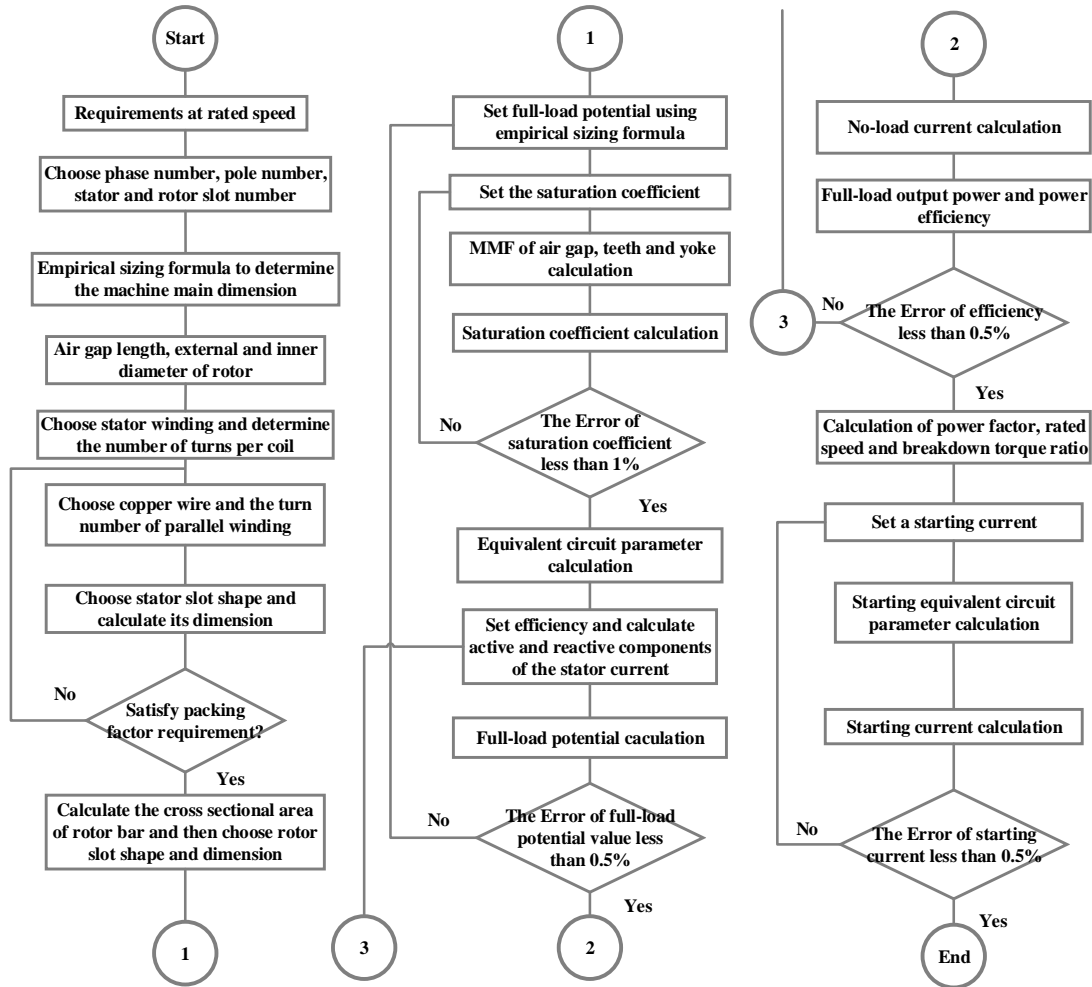 Start
Requirements at rated speed
Choose phase number, pole number,
stator and rotor slot number
Empirical sizing formula to determine
the machine main dimension
Air gap length, external and inner
diameter of rotor
Choose stator winding and determine
the number of turns per coil
Choose copper wire and the turn
number of parallel winding
Choose stator slot shape and
calculate its dimension
No
Satisfy packing
factor requirement?
Yes
Calculate the cross sectional area
of rotor bar and then choose rotor
slot shape and dimension
1
1
Set full-load potential using
empirical sizing formula
Set the saturation coefficient
MMF of air gap, teeth and yoke
calculation
Saturation coefficient calculation
No
The Error of
saturation coefficient
less than 1%
Yes
Equivalent circuit parameter
calculation
Set efficiency and calculate
active and reactive components
of the stator current
Full-load potential caculation
No
The Error of full-load
potential value less
than 0.5%
Yes
3
2
2
No-load current calculation
Full-load output power and power
efficiency
3
No
The Error of efficiency
less than 0.5%
Yes
Calculation of power factor, rated
speed and breakdown torque ratio
Set a starting current
Starting equivalent circuit
parameter calculation
Starting current calculation
No
The Error of starting
current less than 0.5%
Yes
End